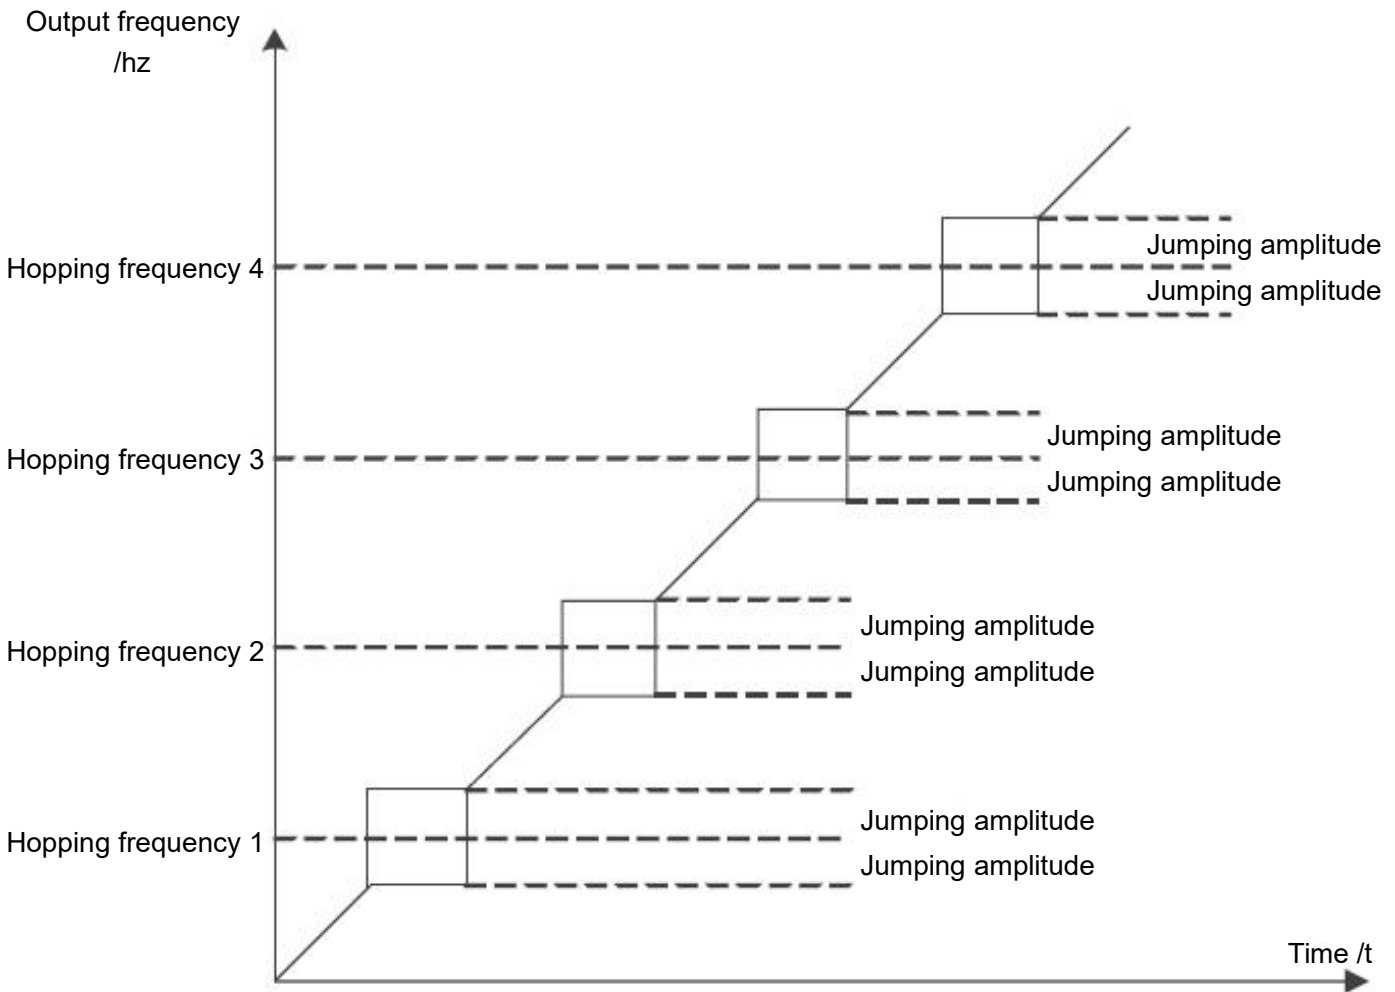 Output frequency
/hz
Jumping amplitude
Hopping frequency 4
Jumping amplitude
Jumping amplitude
Hopping frequency 3
Jumping amplitude
Jumping amplitude
Hopping frequency 2
Jumping amplitude
Jumping amplitude
Hopping frequency 1
Jumping amplitude
Time /t